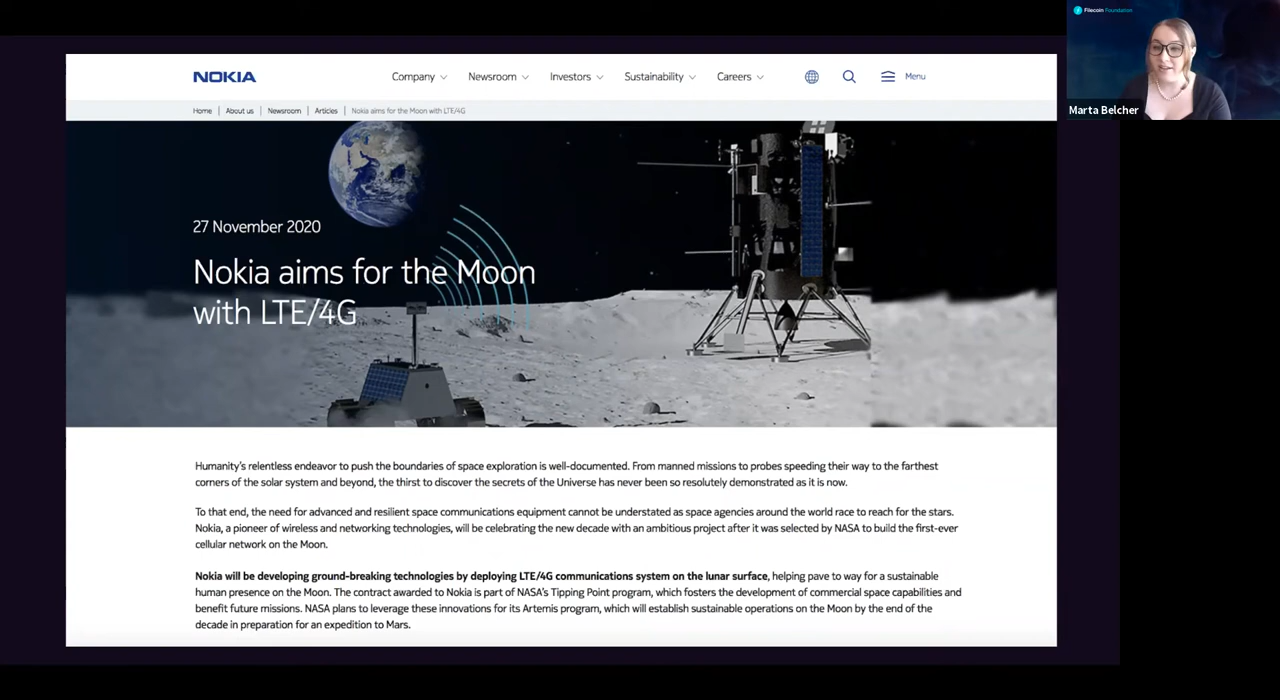 Filecoin Foundation
Marta Belcher
NOKIA
Company
Newsroom
Investors
Sustainability
Careers
Menu
Home | About us | Newsroom | Articles | Nokia aims for the Moon with LTE/4G
27 November 2020
Nokia aims for the Moon
with LTE/4G
Humanity's relentless endeavor to push the boundaries of space exploration is well-documented. From manned missions to probes speeding their way to the farthest
corners of the solar system and beyond, the thirst to discover the secrets of the Universe has never been so resolutely demonstrated as it is now.
To that end, the need for advanced and resilient space communications equipment cannot be understated as space agencies around the world race to reach for the stars.
Nokia, a pioneer of wireless and networking technologies, will be celebrating the new decade with an ambitious project after it was selected by NASA to build the first-ever
cellular network on the Moon.
Nokia will be developing ground-breaking technologies by deploying LTE/4G communications system on the lunar surface, helping pave to way for a sustainable
human presence on the Moon. The contract awarded to Nokia is part of NASA's Tipping Point program, which fosters the development of commercial space capabilities and
benefit future missions. NASA plans to leverage these innovations for its Artemis program, which will establish sustainable operations on the Moon by the end of the
decade in preparation for an expedition to Mars.